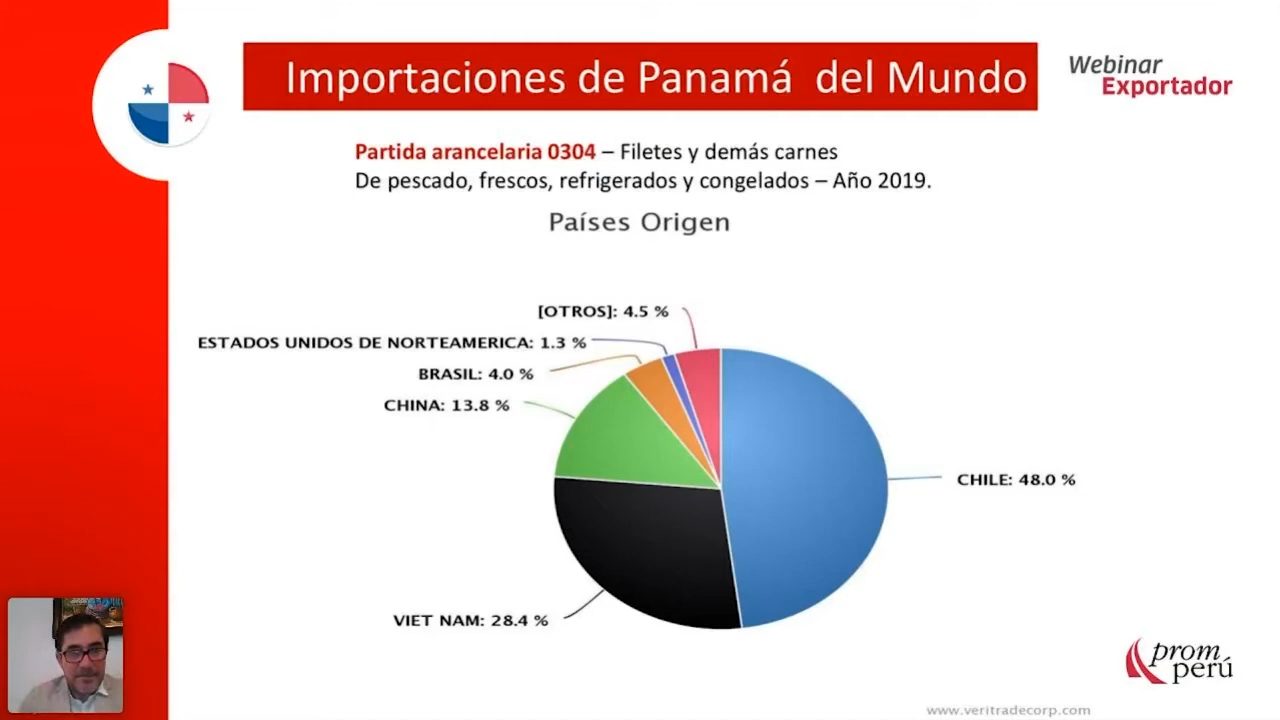 Importaciones de Panamá del Mundo
Webinar
Exportador
Partida arancelaria 0304 – Filetes y demás carnes
De pescado, frescos, refrigerados y congelados – Año 2019.
Países Origen
[OTROS]: 4.5 %
ESTADOS UNIDOS DE NORTEAMERICA: 1.3 %
BRASIL: 4.0 %
CHINA: 13.8 %
CHILE: 48.0 %
VIET NAM: 28.4 %
prom
perú
www.veritradecorp.com